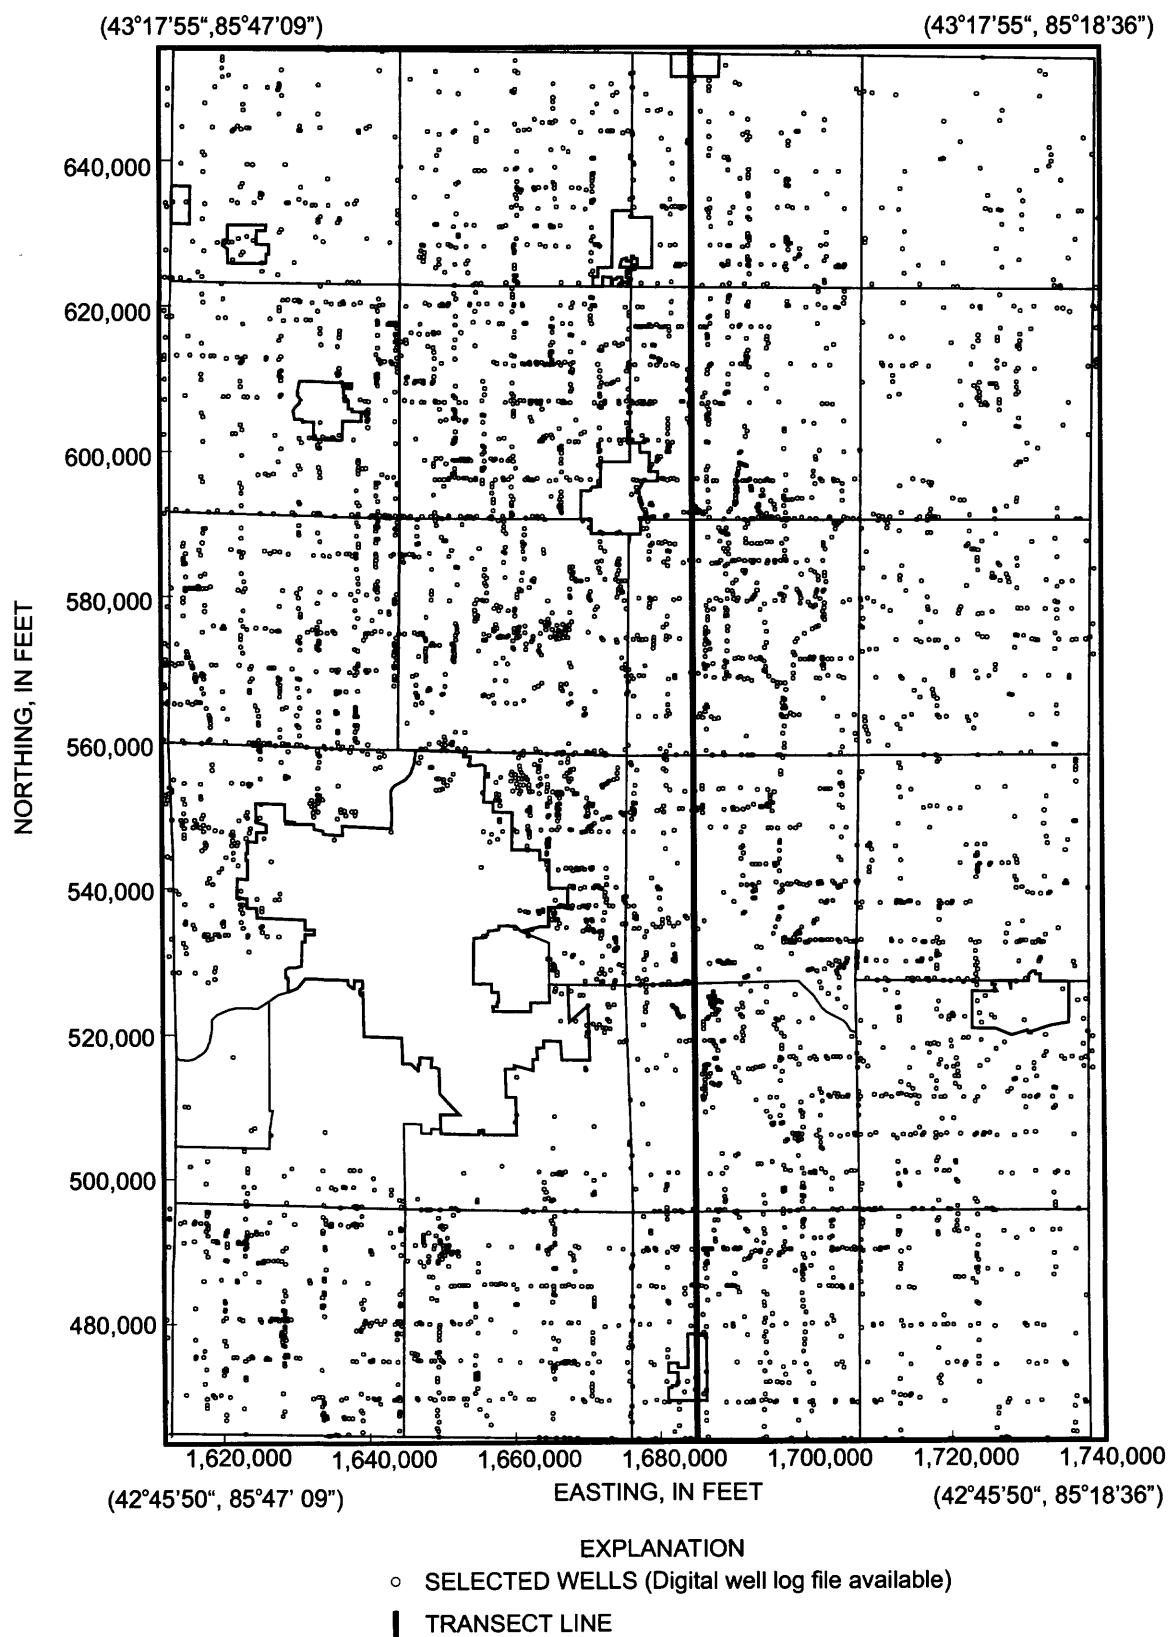 (43°17'55“,85°47'09”)
(43°17'55“, 85°18'36”)
640,000
620,000
600,000
580,000
560,000
540,000
520,000
500,000
480,000
NORTHING, IN FEET
1,620,000 1,640,000 1,660,000 1,680,000 1,700,000 1,720,000 1,740,000
EASTING, IN FEET
(42°45'50“, 85°47' 09”)
(42°45'50“, 85°18'36”)
EXPLANATION
SELECTED WELLS (Digital well log file available)
TRANSECT LINE